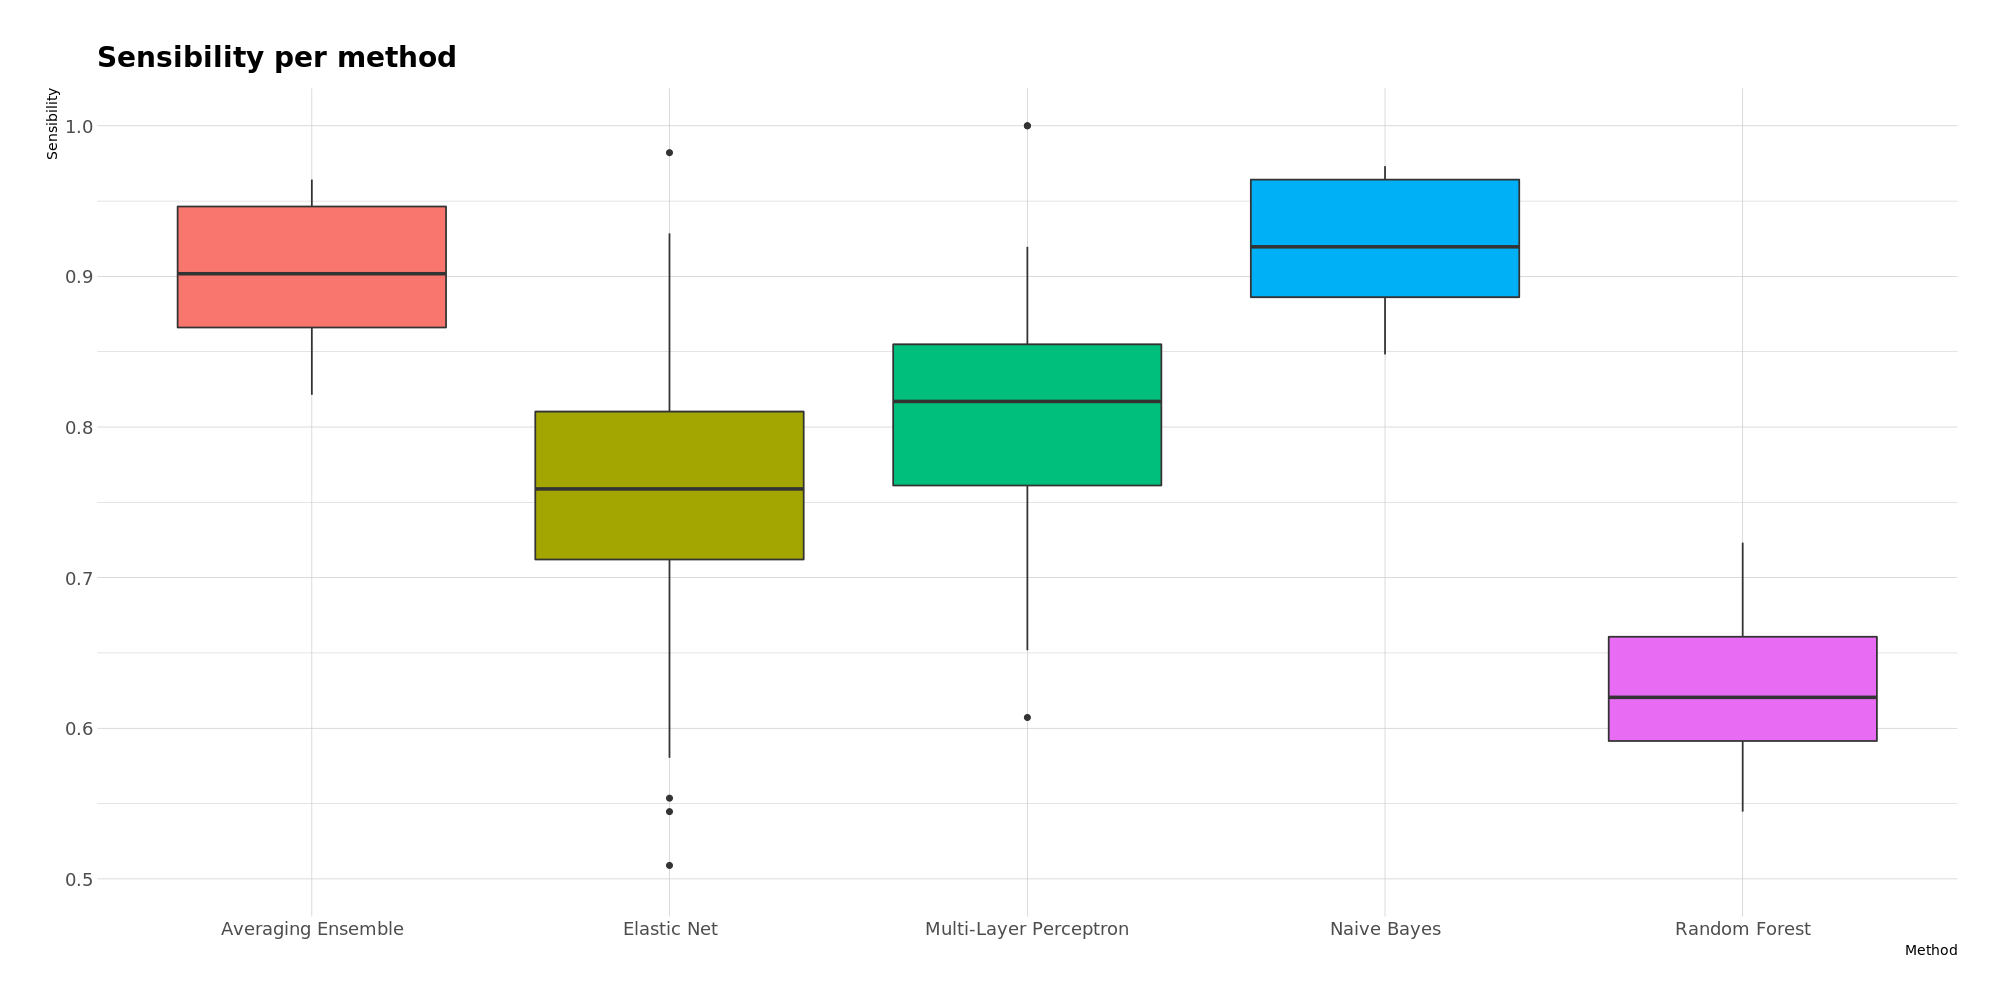 Sensibility per method
Sensibility
1.0
0.9
0.8
0.7
0.6
0.5
Averaging Ensemble
Elastic Net
Multi-Layer Perceptron
Naive Bayes
Random Forest
Method